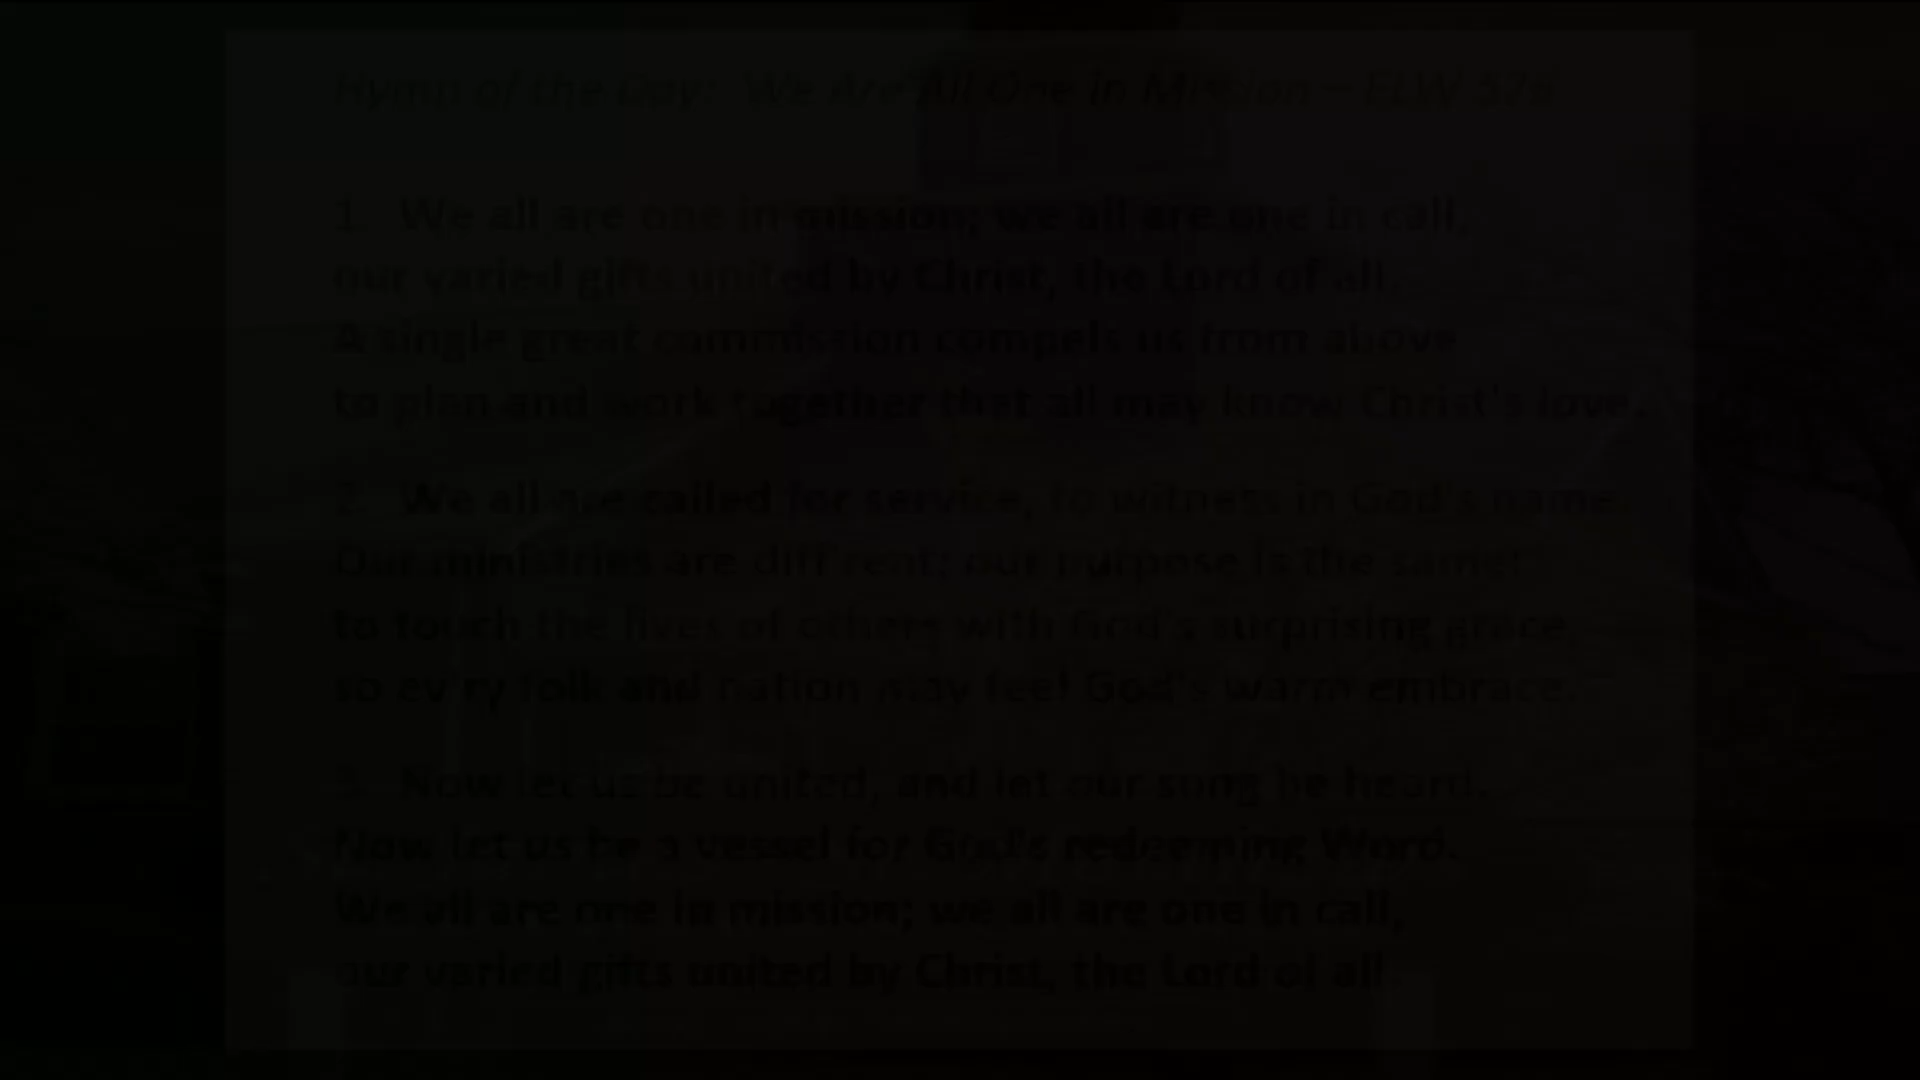 Hymn of the Day: We Are All One in Mission – ELW 576
1. We all are one in mission; we all are one in call,
our varied gifts united by Christ, the Lord of all.
A single great commission compels us from above
to plan and work together that all may know Christ's love.
2. We all are called for service, to witness in God's name.
Our ministries are diff'rent; our purpose is the same:
to touch the lives of others with God's surprising grace,
so ev'ry folk and nation may feel God's warm embrace.
3. Now let us be united, and let our song be heard.
Now let us be a vessel for God's redeeming Word.
We all are one in mission; we all are one in call,
our varied gifts united by Christ, the Lord of all.